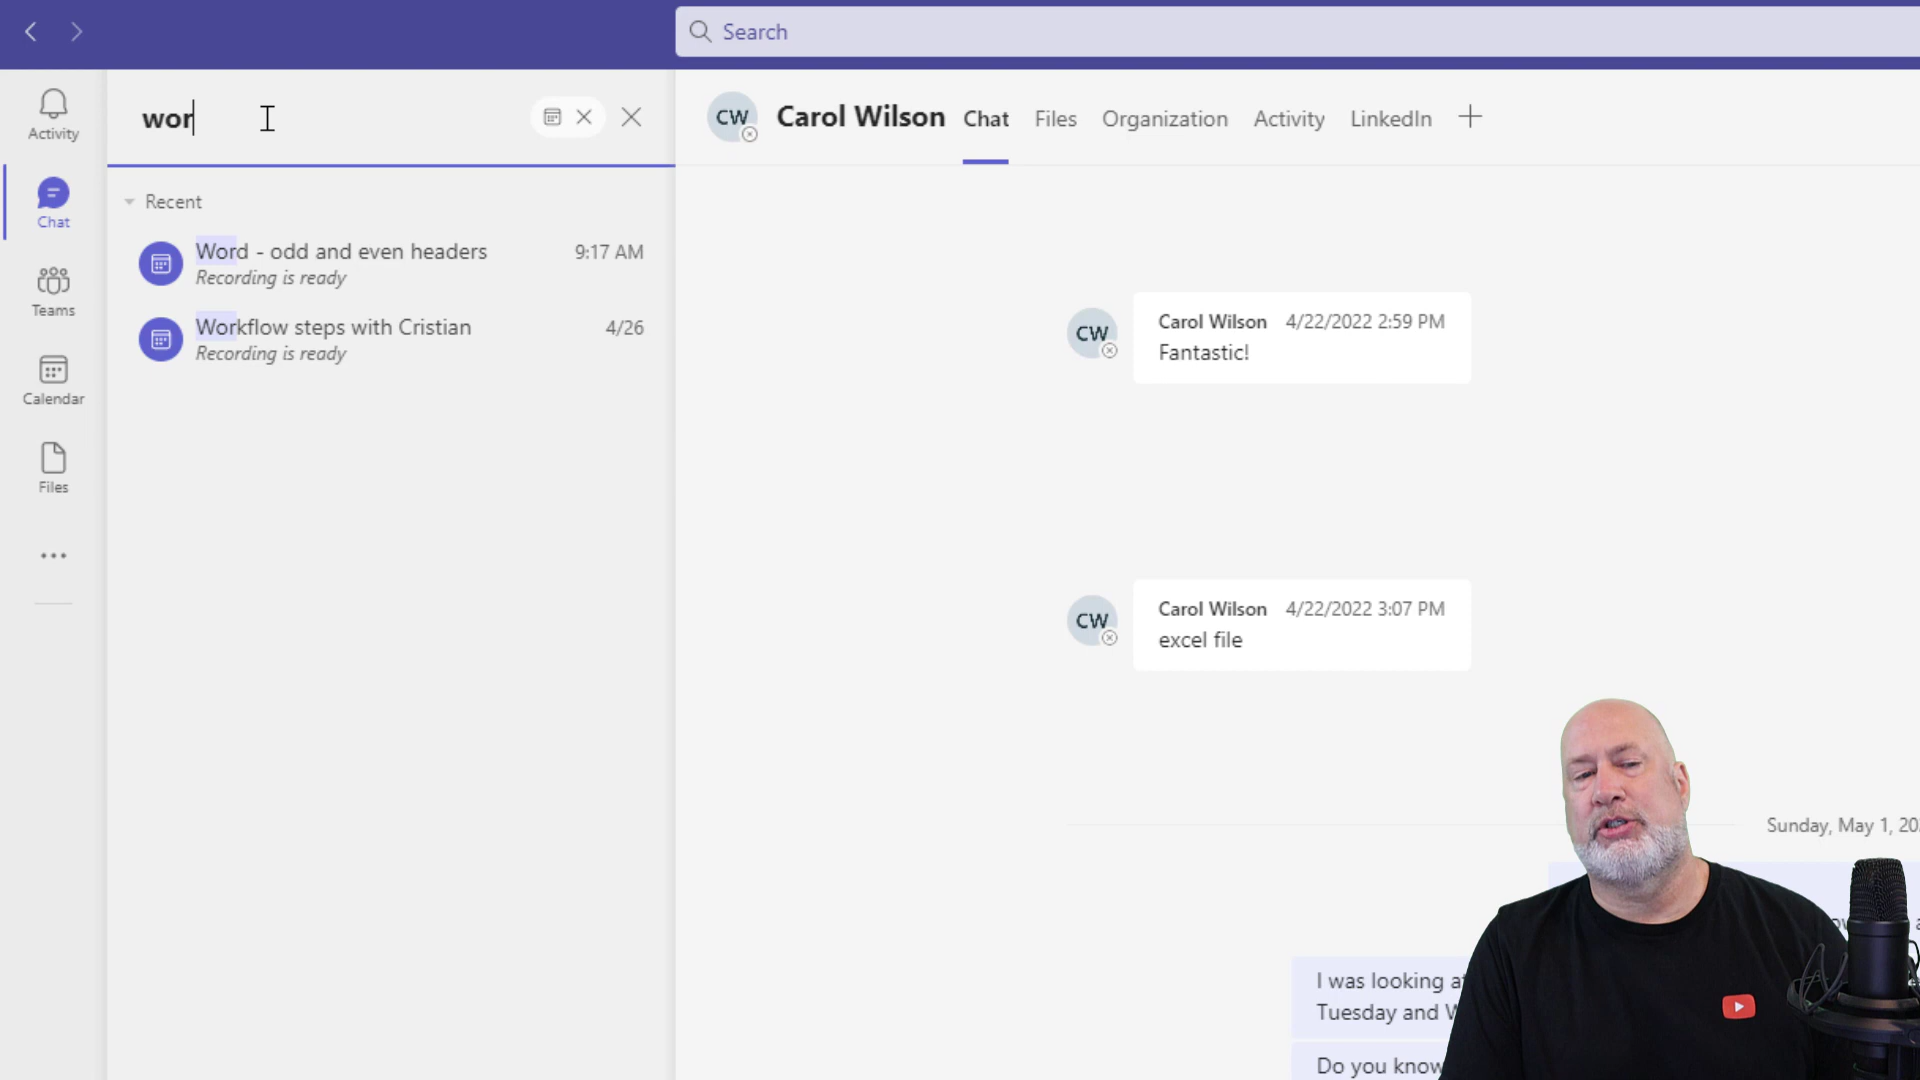 Search
Activity
Chat
Teams
Calendar
Files
wor
Recent
Word - odd and even headers 9:17 AM
Recording is ready
Workflow steps with Cristian 4/26
Recording is ready
CW Carol Wilson Chat Files Organization Activity LinkedIn
CW
Carol Wilson 4/22/2022 2:59 PM
Fantastic!
CW
Carol Wilson 4/22/2022 3:07 PM
excel file
Sunday, May 1,
I was looking
Tuesday and
Do you know